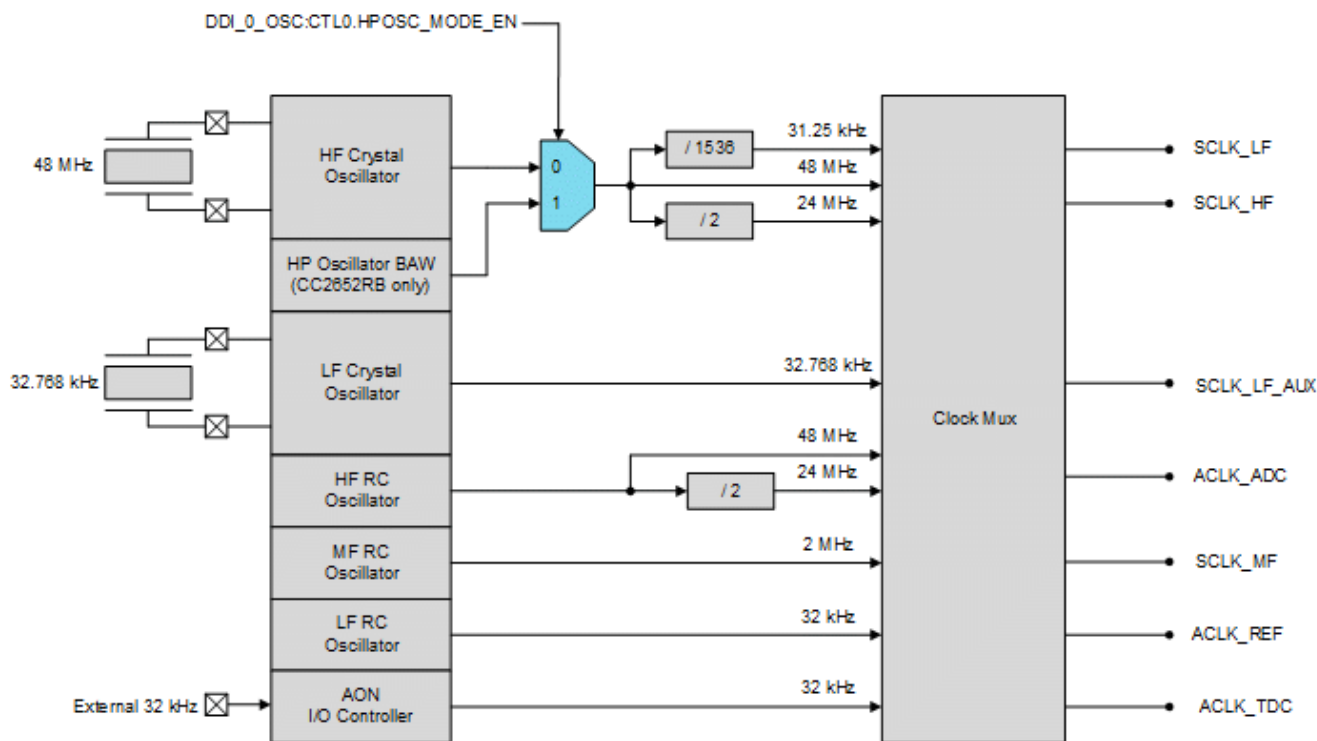 DDI_0_OSC:CTL0.HPOSC_MODE_EN
48 MHz
HF Crystal
Oscillator
0
1
/ 1536
31.25 kHz
48 MHz
/ 2
24 MHz
SCLK_LF
SCLK_HF
HP Oscillator BAW
(CC2652RB only)
32.768 kHz
LF Crystal
Oscillator
32.768 kHz
Clock Mux
SCLK_LF_AUX
HF RC
Oscillator
48 MHz
/ 2
24 MHz
ACLK_ADC
MF RC
Oscillator
2 MHz
SCLK_MF
LF RC
Oscillator
32 kHz
ACLK_REF
External 32 kHz
AON
I/O Controller
32 kHz
ACLK_TDC